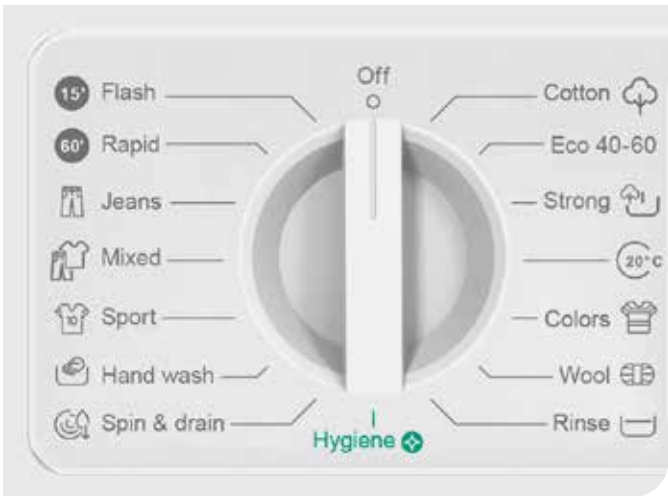 Off
15' Flash
60' Rapid
Jeans
Mixed
10 Sport
Hand wash
Spin & drain
Cotton
Eco 40-60
Strong
20°c
Colors
Wool
Rinse
Hygiene